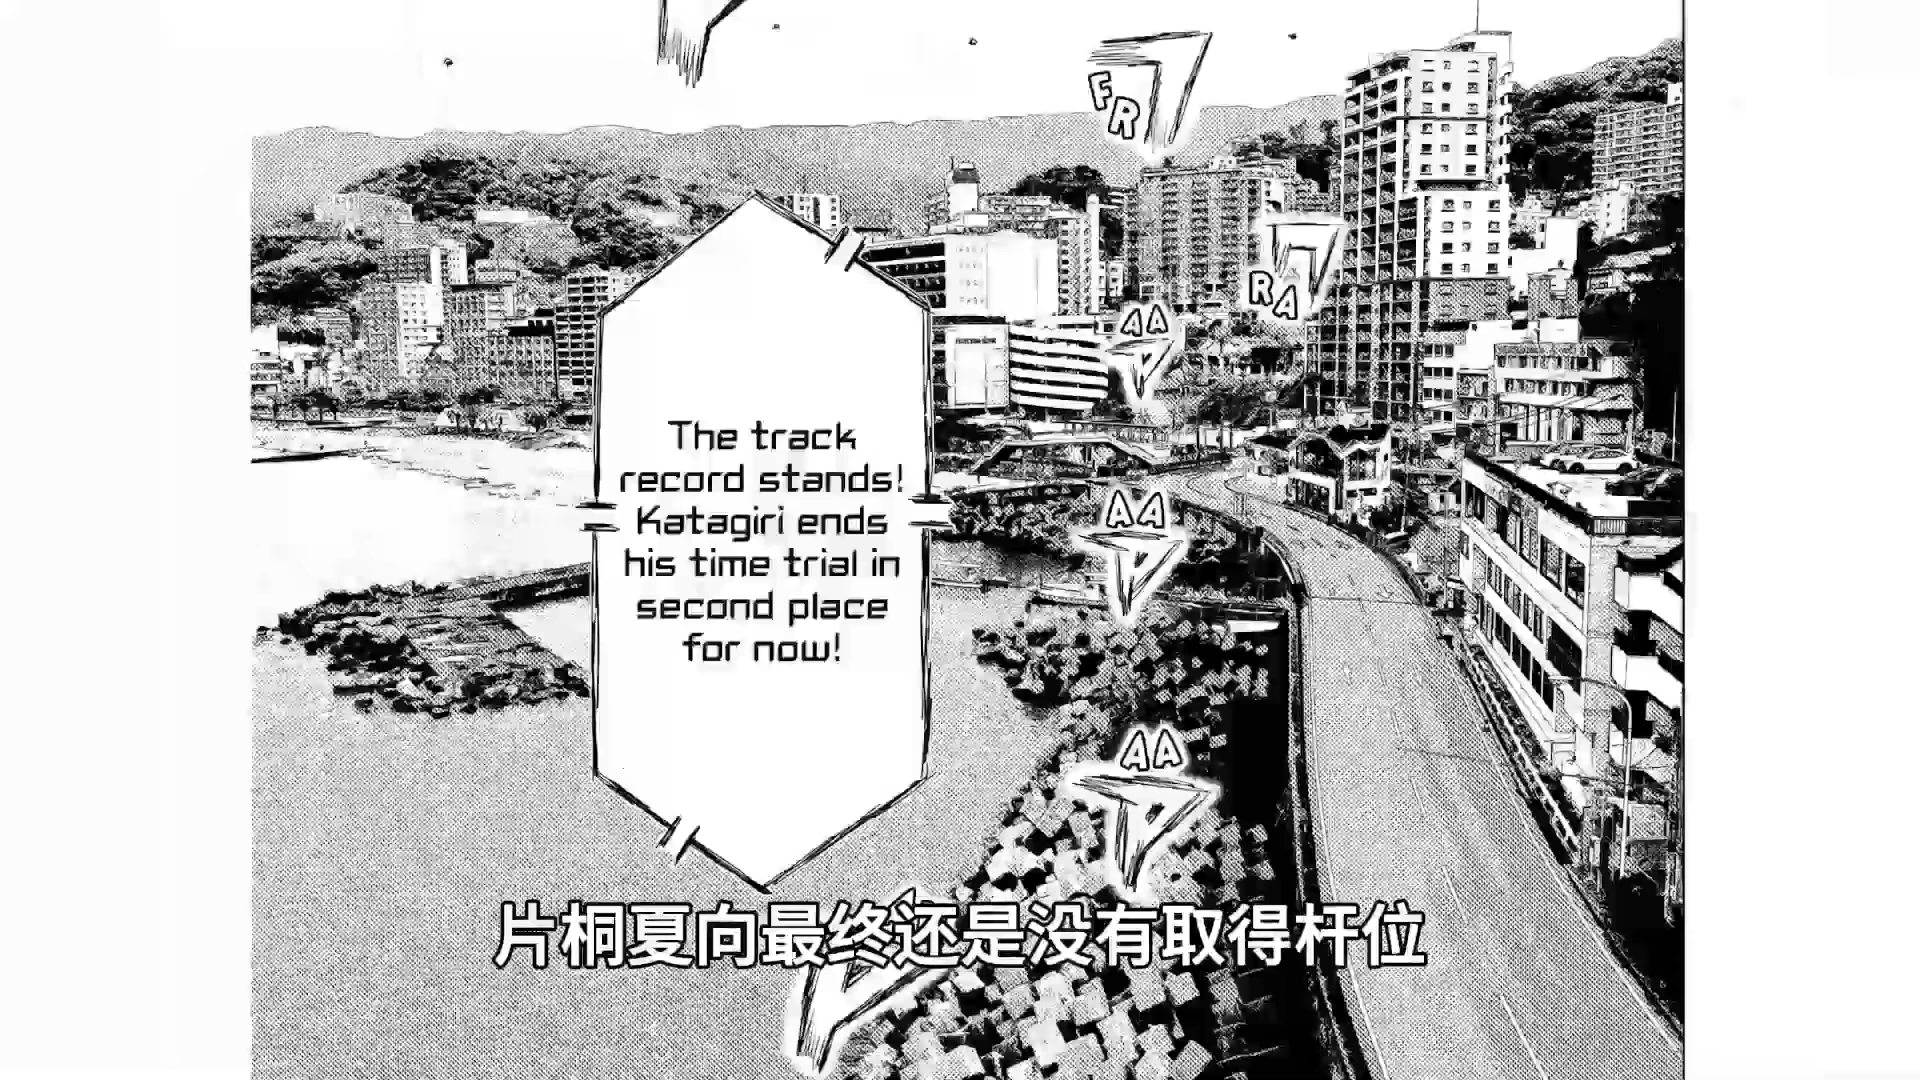 FR
RA
AA
The track
record stands!
Katagiri ends
his time trial in
second place
for now!
AA
AA
片桐夏向最终还是没有取得杆位